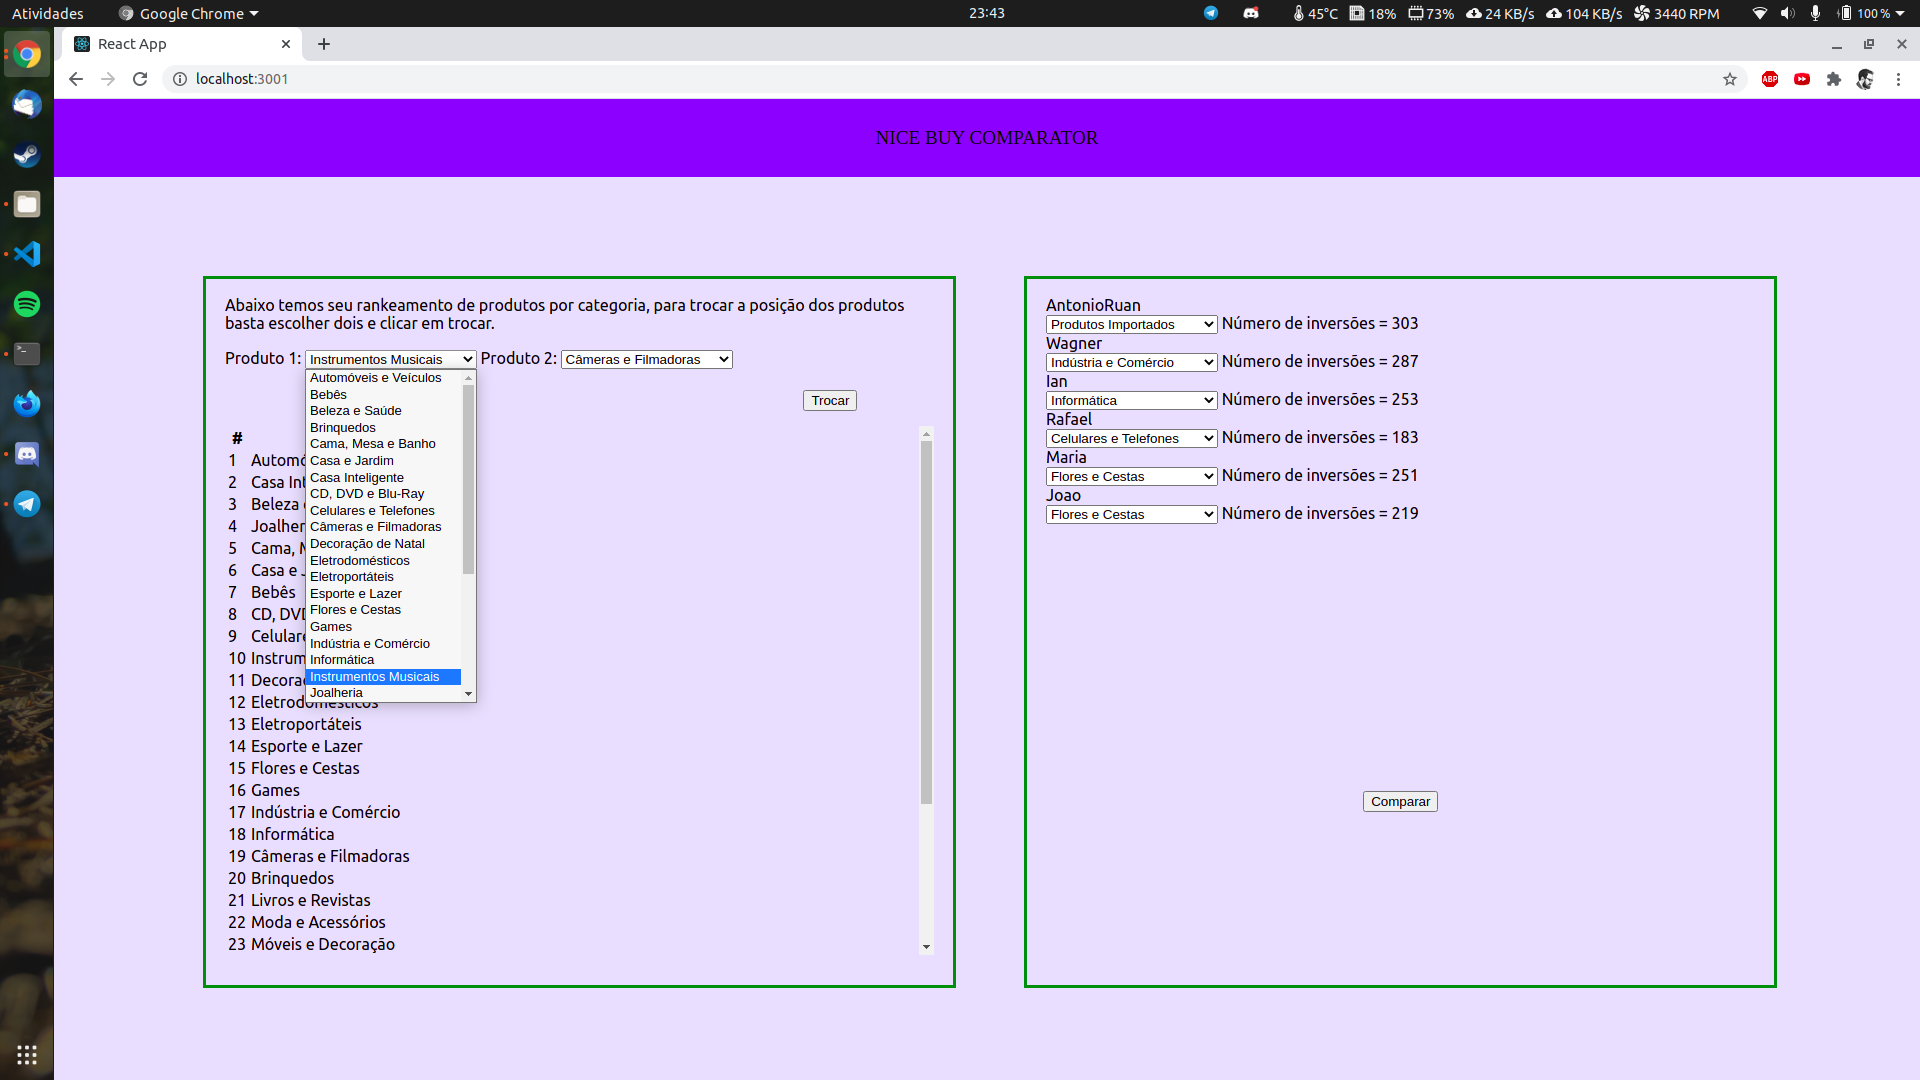 Atividades Google Chrome 23:43 45°C 18% 73% 24 KB/s 104 KB/s 3440 RPM 100 %
React App
localhost:3001
ABP
NICE BUY COMPARATOR
Abaixo temos seu rankeamento de produtos por categoria, para trocar a posição dos produtos
basta escolher dois e clicar em trocar.
Produto 1: Instrumentos Musicais Produto 2: Câmeras e Filmadoras
Automóveis e Veículos
Bebês
Beleza e Saúde
Brinquedos
Cama, Mesa e Banho
Casa e Jardim
Casa Inteligente
CD, DVD e Blu-Ray
Celulares e Telefones
Câmeras e Filmadoras
Decoração de Natal
Eletrodomésticos
Eletroportáteis
Esporte e Lazer
Flores e Cestas
Games
Indústria e Comércio
Informática
Instrumentos Musicais
Joalheria
Trocar
#
1 Automó
2 Casa Int
3 Beleza
4 Joalher
5 Cama, M
6 Casa e J
7 Bebês
8 CD, DVD
9 Celulare
10 Instrum
11 Decoraç
12 Eletrodomésticos
13 Eletroportáteis
14 Esporte e Lazer
15 Flores e Cestas
16 Games
17 Indústria e Comércio
18 Informática
19 Câmeras e Filmadoras
20 Brinquedos
21 Livros e Revistas
22 Moda e Acessórios
23 Móveis e Decoração
AntonioRuan
Produtos Importados Número de inversões = 303
Wagner
Indústria e Comércio Número de inversões = 287
Ian
Informática Número de inversões = 253
Rafael
Celulares e Telefones Número de inversões = 183
Maria
Flores e Cestas Número de inversões = 251
Joao
Flores e Cestas Número de inversões = 219
Comparar